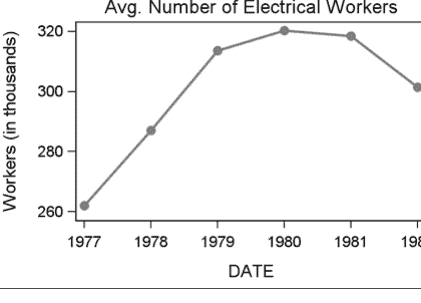 Avg. Number of Electrical Workers
Workers (in thousands)
320
300
280
260
1977 1978 1979 1980 1981
DATE